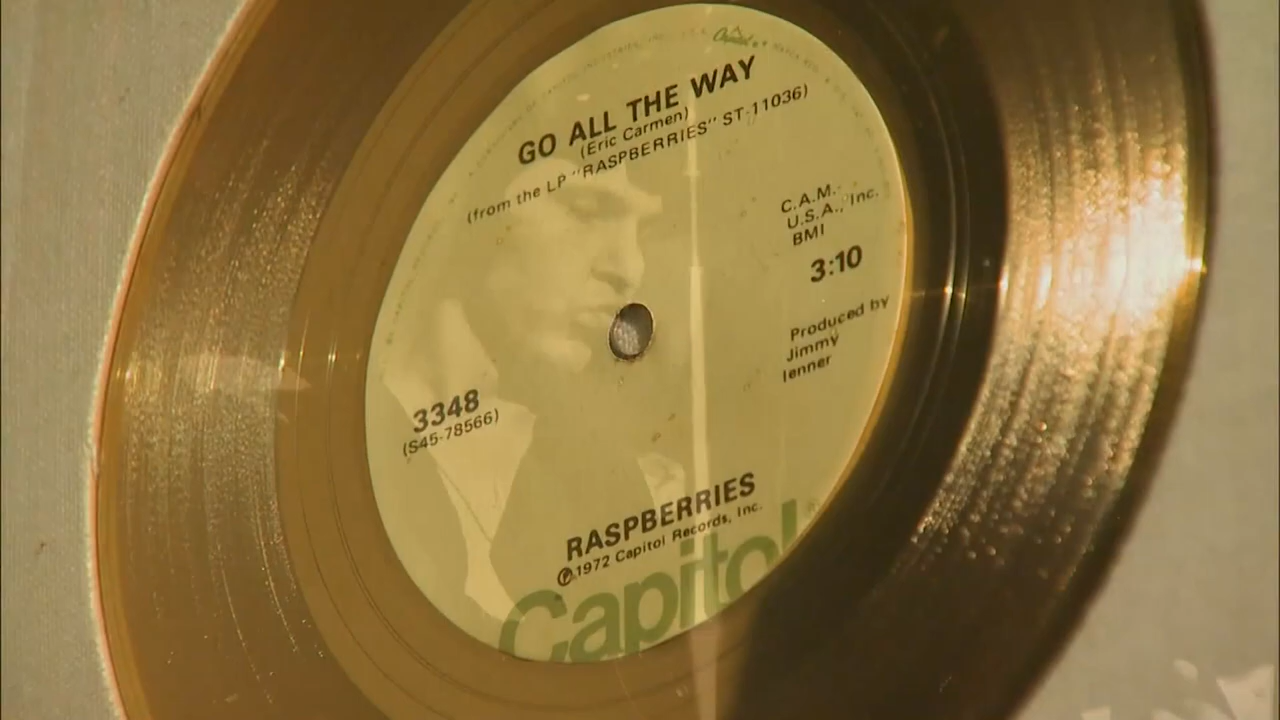 Capitol
GO ALL THE WAY
(Eric Carmen)
(from the LP "RASPBERRIES" ST-11036)
C.A.M.-
U.S.A., Inc.
BMI
3:10
Produced by
Jimmy
Ienner
3348
(S45-78566)
RASPBERRIES
℗1972 Capitol Records, Inc.
Capitol